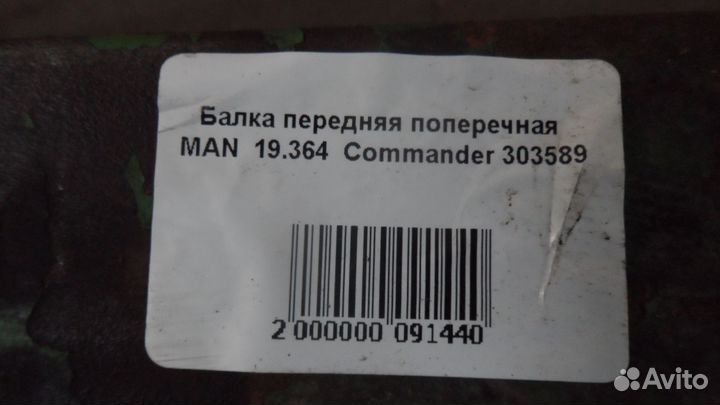 Балка передняя поперечная
MAN 19.364 Commander 303589
2 000000 091440
Avito